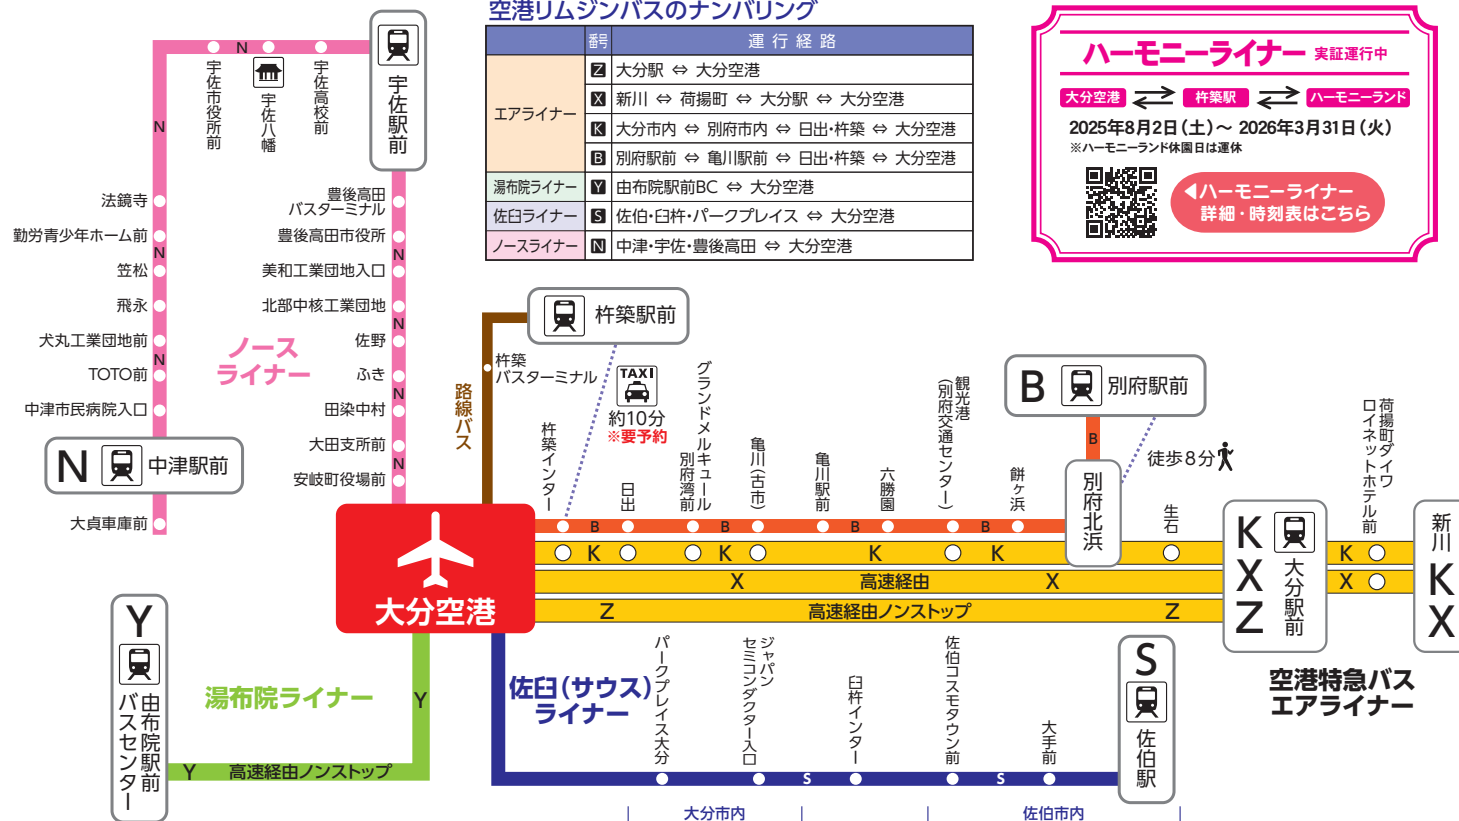 空港リムジンバスのナンバリング
番号 運行経路
エアライナー
Z 大分駅 ⇔ 大分空港
X 新川 ⇔ 荷揚町 ⇔ 大分駅 ⇔ 大分空港
K 大分市内 ⇔ 別府市内 ⇔ 日出・杵築 ⇔ 大分空港
B 別府駅前 ⇔ 亀川駅前 ⇔ 日出・杵築 ⇔ 大分空港
湯布院ライナー Y 由布院駅前BC ⇔ 大分空港
佐臼ライナー S 佐伯・臼杵・パークプレイス ⇔ 大分空港
ノースライナー N 中津・宇佐・豊後高田 ⇔ 大分空港
ハーモニーライナー 実証運行中
大分空港 杵築駅 ハーモニーランド
2025年8月2日(土)~ 2026年3月31日(火)
※ハーモニーランド休園日は運休
◀ハーモニーライナー
詳細・時刻表はこちら
宇佐駅前
宇佐高校前
宇佐八幡
宇佐市役所前
N
N
法鏡寺
勤労青少年ホーム前
N
笠松
飛永
犬丸工業団地前
N
TOTO前
中津市民病院入口
N 中津駅前
大貞車庫前
ノース
ライナー
豊後高田
バスターミナル
豊後高田市役所
N
美和工業団地入口
北部中核工業団地
N
佐野
ふき
N
田染中村
大田支所前
N
安岐町役場前
杵築駅前
杵築
バスターミナル
路線バス
TAXI
約10分
※要予約
B 別府駅前
B
徒歩8分
別府北浜
杵築インター
日出
グランドメルキュール
別府湾前
亀川(古市)
亀川駅前
六勝園
観光港
(別府交通センター)
餅ヶ浜
生石
荷揚町ダイワ
ロイネットホテル前
B B B B
K K K K K
X 高速経由 X X
Z 高速経由ノンストップ Z
K
X
Z
大分駅前
新川
K
X
大分空港
空港特急バス
エアライナー
Y
由布院駅前
バスセンター
湯布院ライナー
Y
Y 高速経由ノンストップ
佐臼(サウス)
ライナー
パークプレイス大分
ジャパン
セミコンダクター入口
臼杵インター
佐伯コスモタウン前
大手前
S
佐伯駅
S S
大分市内 佐伯市内